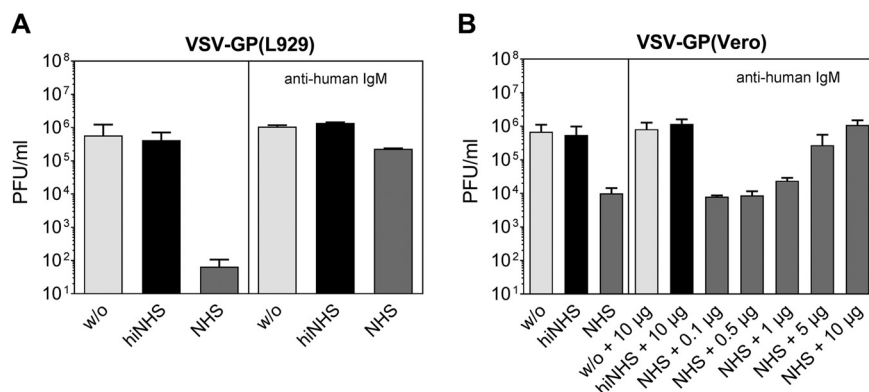 A
VSV-GP(L929)
anti-human IgM
PFU/ml
10⁸
10⁷
10⁶
10⁵
10⁴
10³
10²
10¹
w/o
hiNHS
NHS
w/o
hiNHS
NHS
B
VSV-GP(Vero)
anti-human IgM
PFU/ml
10⁸
10⁷
10⁶
10⁵
10⁴
10³
10²
10¹
w/o
hiNHS
NHS
w/o + 10 µg
hiNHS + 10 µg
NHS + 0.1 µg
NHS + 0.5 µg
NHS + 1 µg
NHS + 5 µg
NHS + 10 µg